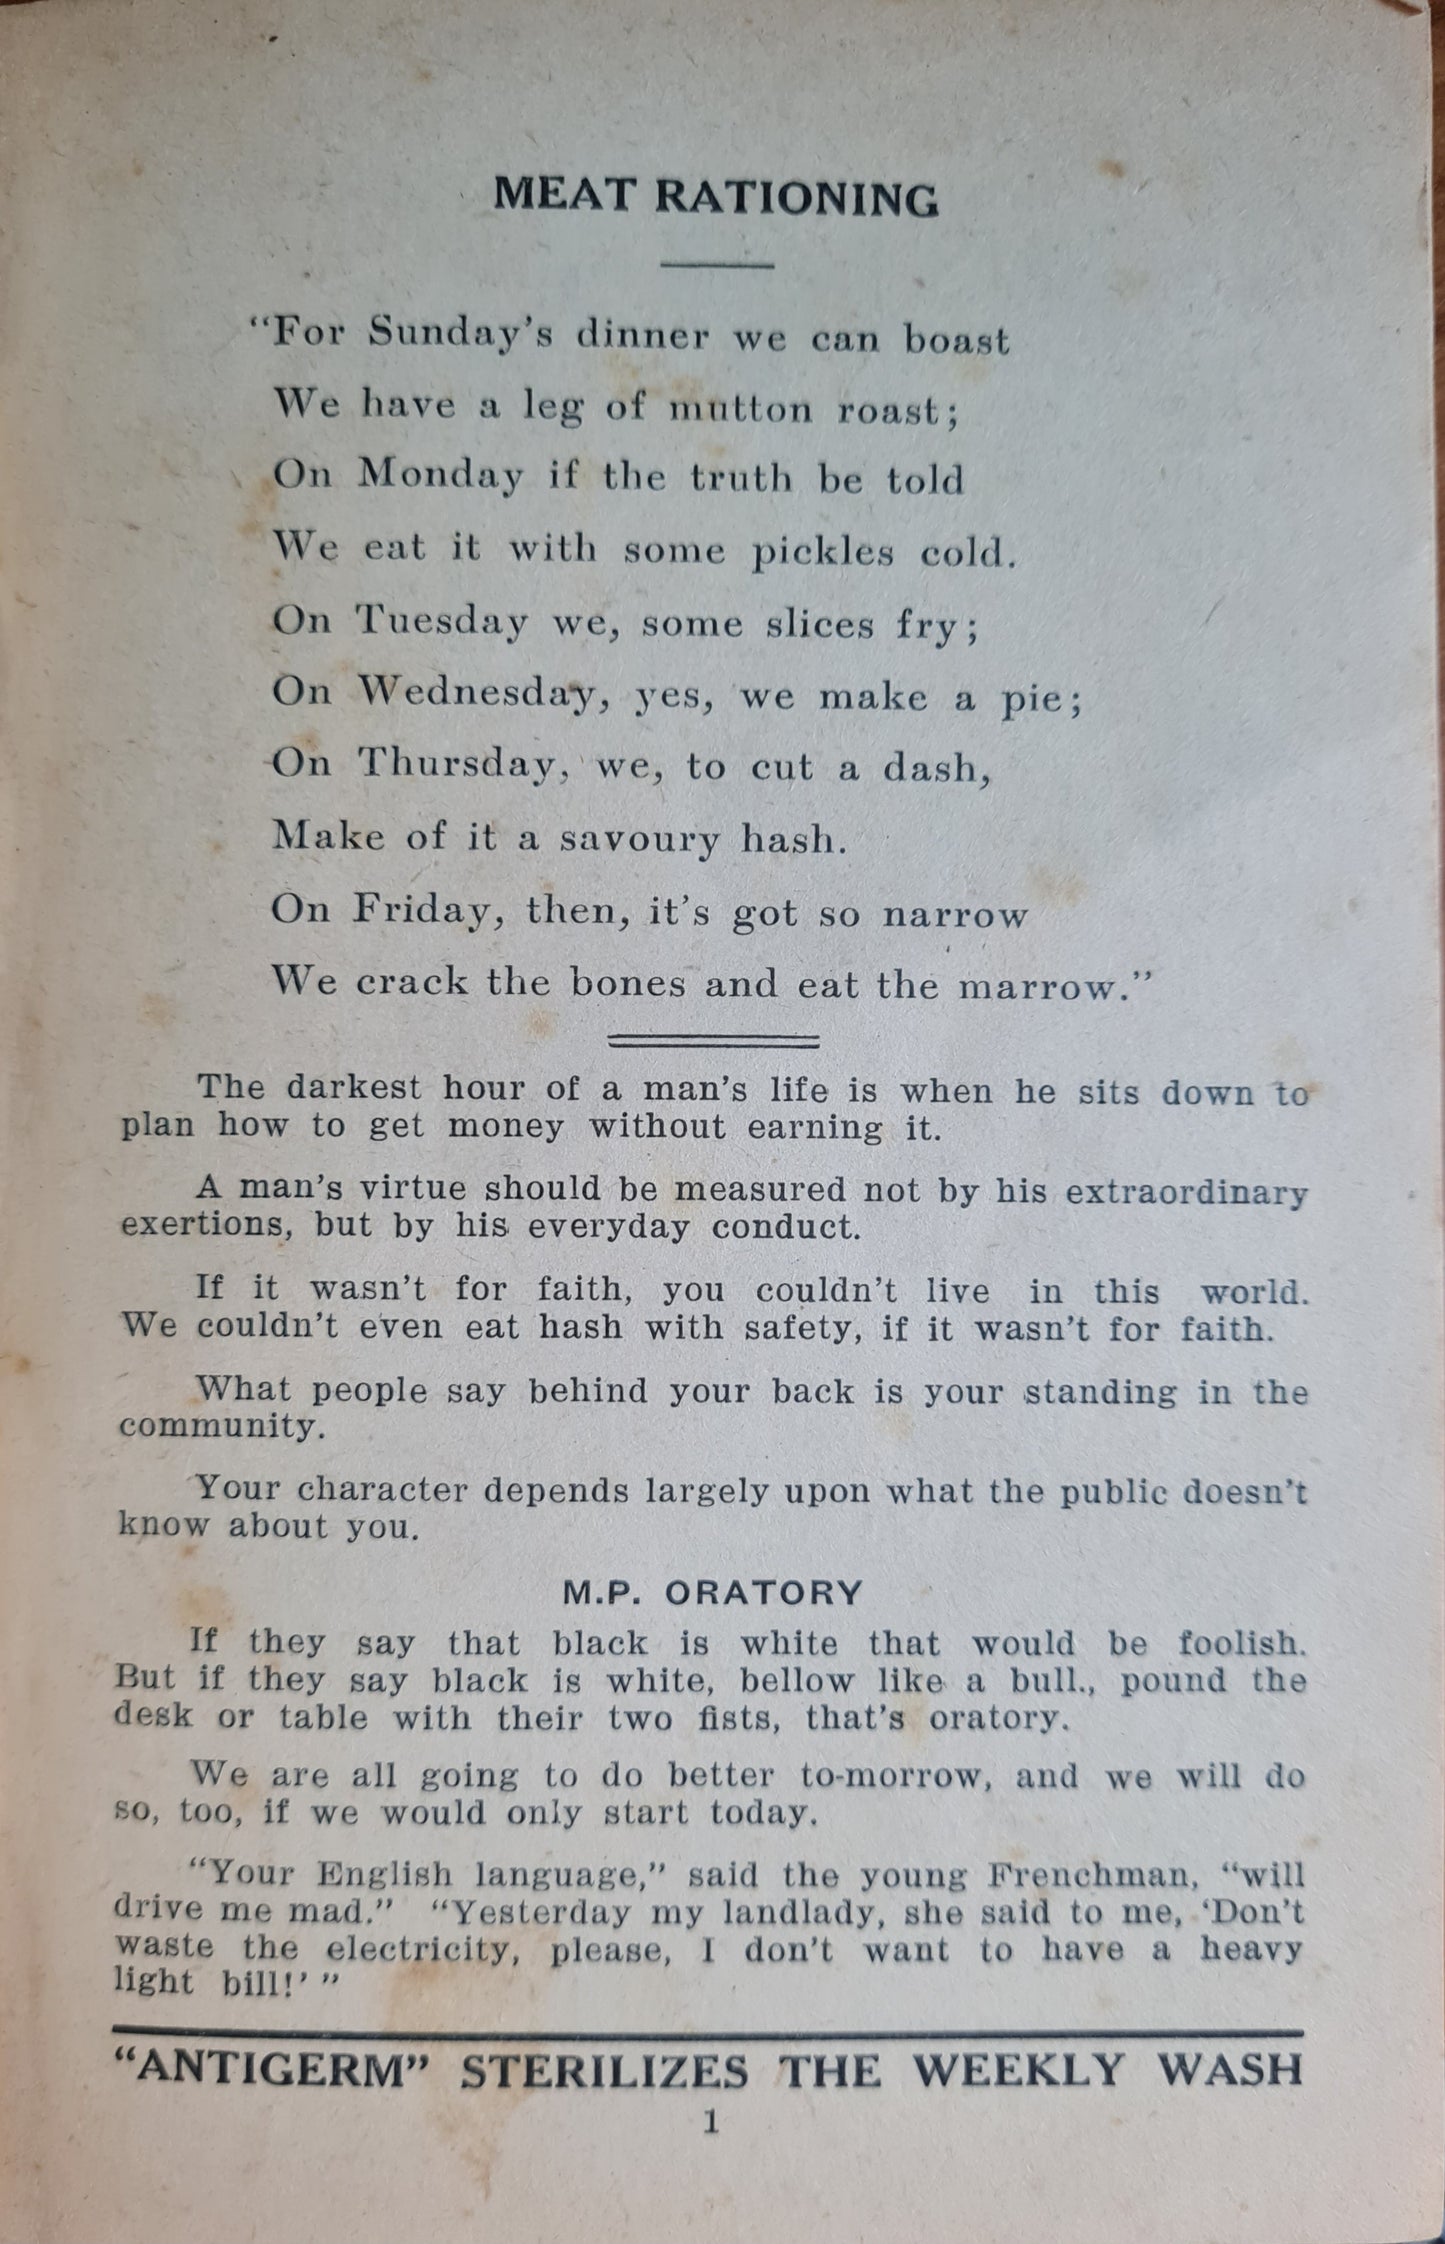 MEAT RATIONING
“For Sunday’s dinner we can boast
We have a leg of mutton roast;
On Monday if the truth be told
We eat it with some pickles cold.
On Tuesday we, some slices fry;
On Wednesday, yes, we make a pie;
On Thursday, we, to cut a dash,
Make of it a savoury hash.
On Friday, then, it’s got so narrow
We crack the bones and eat the marrow.”
The darkest hour of a man’s life is when he sits down to
plan how to get money without earning it.
A man’s virtue should be measured not by his extraordinary
exertions, but by his everyday conduct.
If it wasn’t for faith, you couldn’t live in this world.
We couldn’t even eat hash with safety, if it wasn’t for faith.
What people say behind your back is your standing in the
community.
Your character depends largely upon what the public doesn’t
know about you.
M.P. ORATORY
If they say that black is white that would be foolish.
But if they say black is white, bellow like a bull., pound the
desk or table with their two fists, that’s oratory.
We are all going to do better to-morrow, and we will do
so, too, if we would only start today.
“Your English language,” said the young Frenchman, “will
drive me mad.” “Yesterday my landlady, she said to me, ‘Don’t
waste the electricity, please, I don’t want to have a heavy
light bill!’ ”
“ANTIGERM” STERILIZES THE WEEKLY WASH
1